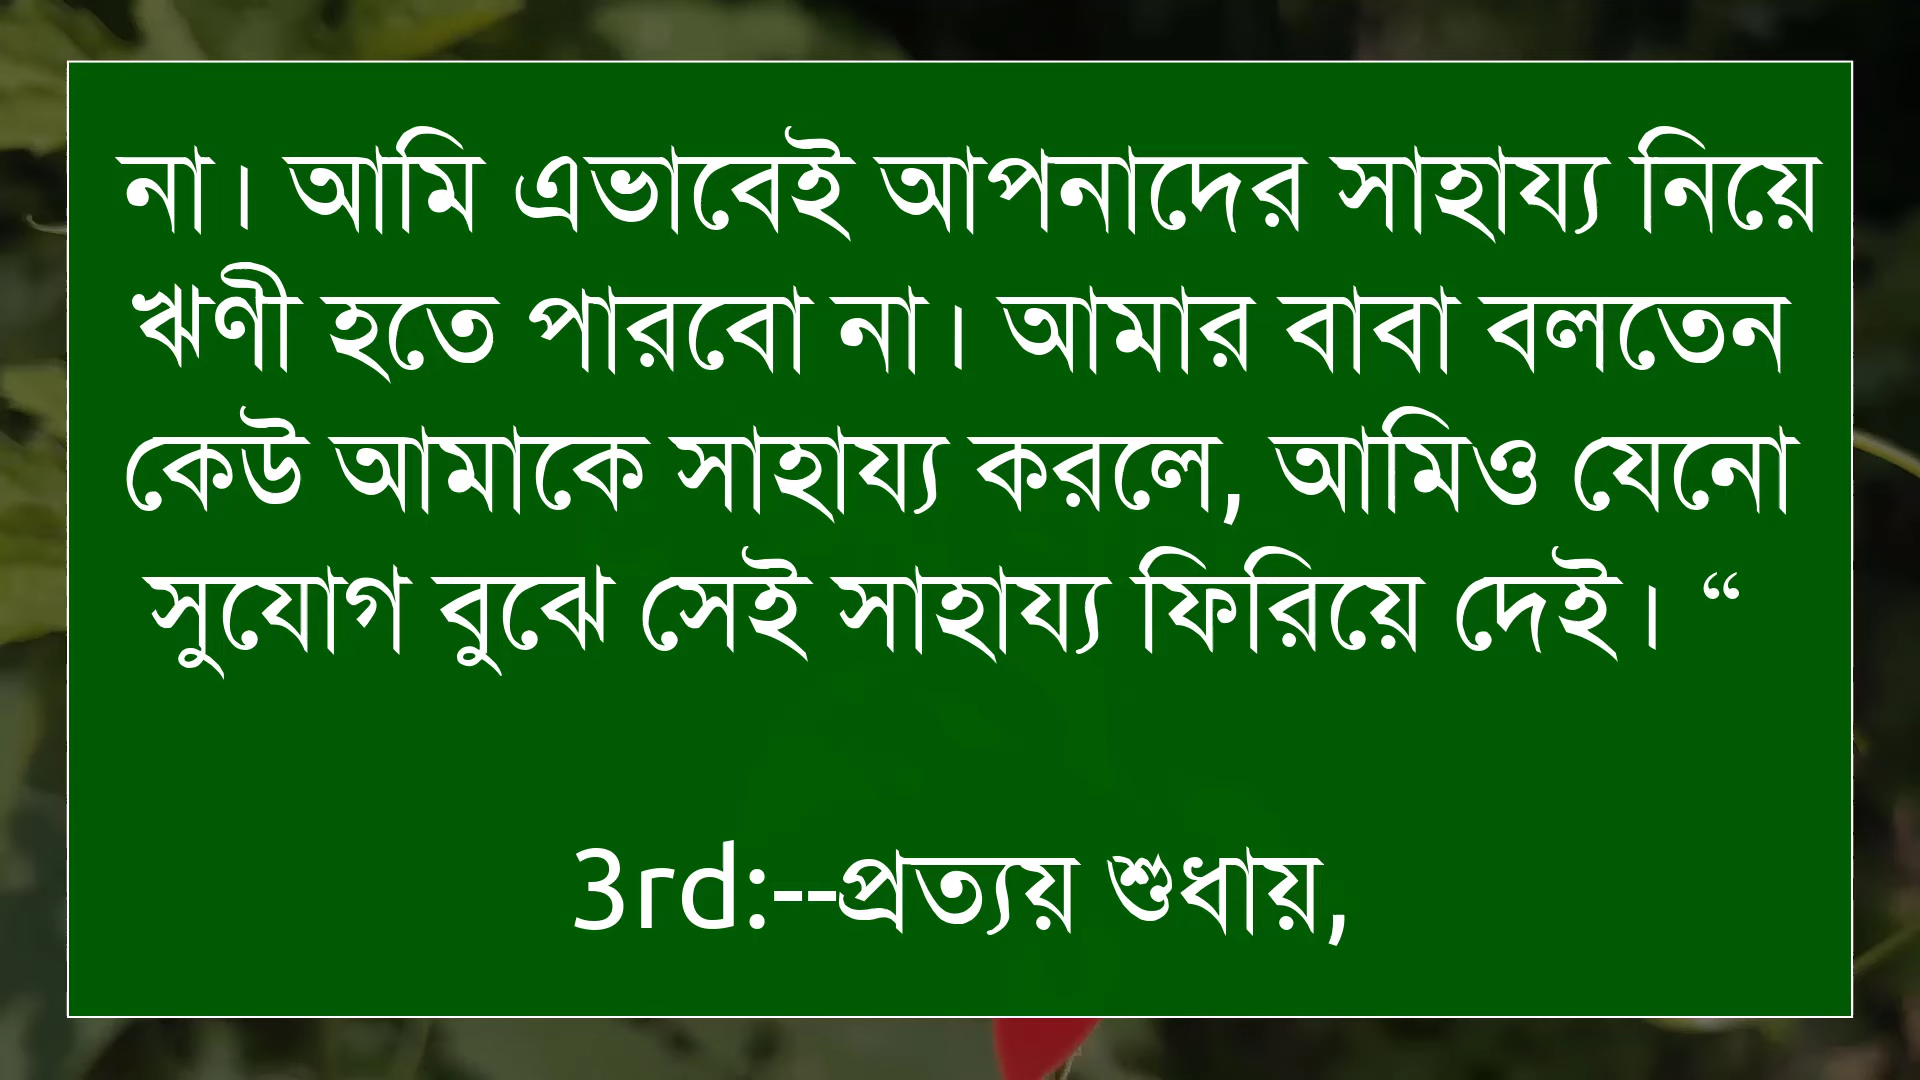 না। আমি এভাবেই আপনাদের সাহায্য নিয়ে
ঋণী হতে পারবো না। আমার বাবা বলতেন
কেউ আমাকে সাহায্য করলে, আমিও যেনো
সুযোগ বুঝে সেই সাহায্য ফিরিয়ে দেই। “
3rd:--প্রত্যয় শুধায়,